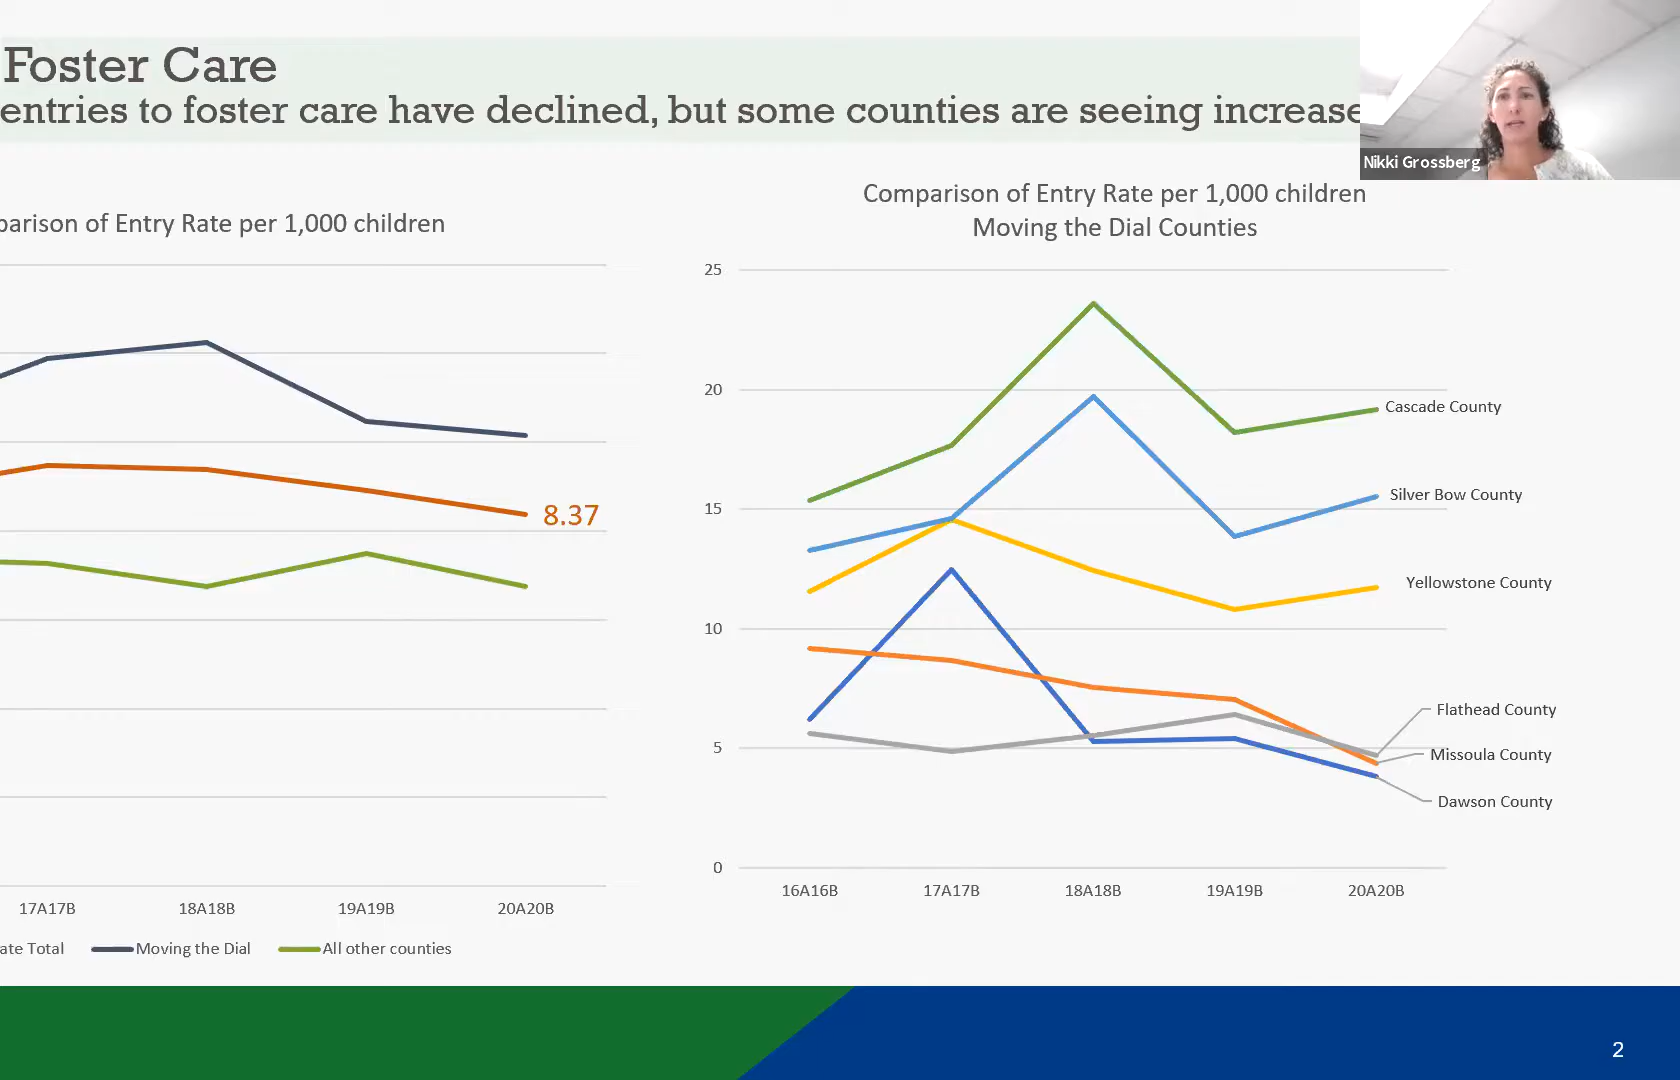 Foster Care
entries to foster care have declined, but some counties are seeing increase
Nikki Grossberg
parison of Entry Rate per 1,000 children
8.37
17A17B 18A18B 19A19B 20A20B
ate Total Moving the Dial All other counties
Comparison of Entry Rate per 1,000 children
Moving the Dial Counties
25
20
15
10
5
0
Cascade County
Silver Bow County
Yellowstone County
Flathead County
Missoula County
Dawson County
16A16B 17A17B 18A18B 19A19B 20A20B
2